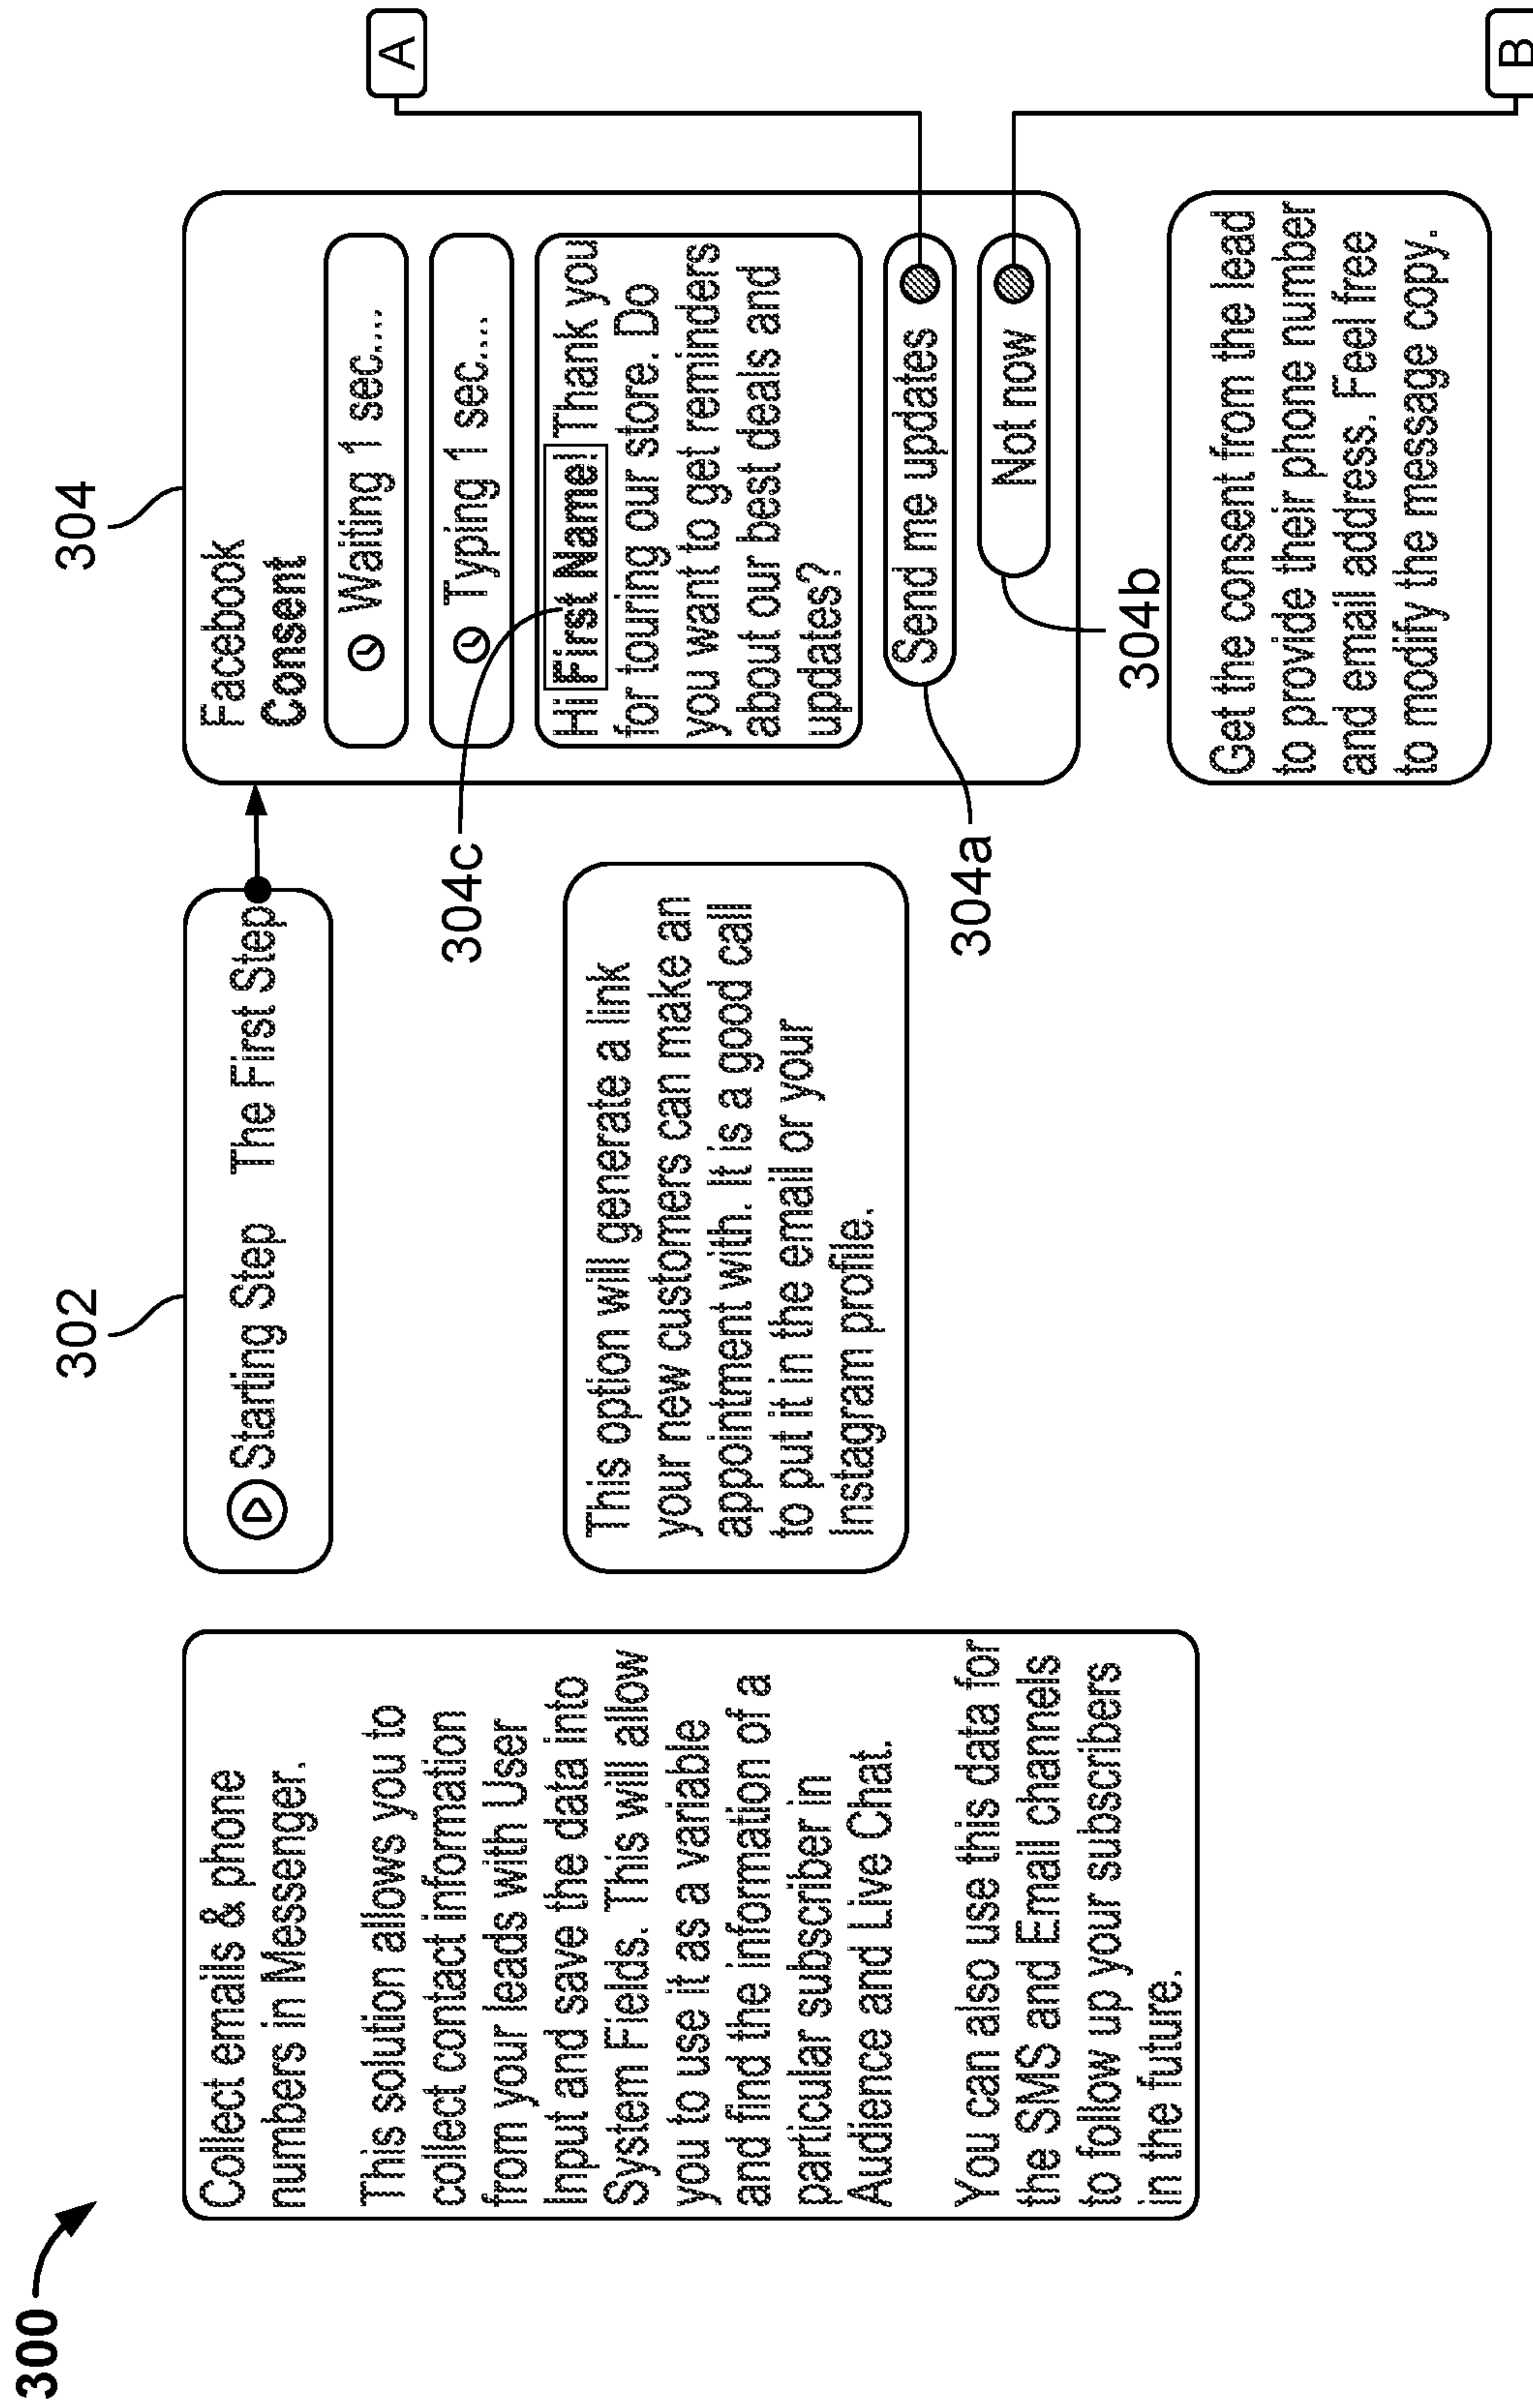 300
Collect emails & phone
numbers in Messenger.
This solution allows you to
collect contact information
from your leads with User
Input and save the data into
System Fields. This will allow
you to use it as a variable
and find the information of a
particular subscriber in
Audience and Live Chat.
You can also use this data for
the SMS and Email channels
to follow up your subscribers
in the future.
302
Starting Step The First Step
This option will generate a link
your new customers can make an
appointment with. It is a good call
to put it in the email or your
Instagram profile.
304
Facebook
Consent
Waiting 1 sec....
Typing 1 sec....
Hi First Name! Thank you
for touring our store. Do
you want to get reminders
about our best deals and
updates?
Send me updates
Not now
304c
304a
304b
Get the consent from the lead
to provide their phone number
and email address. Feel free
to modify the message copy.
A
B